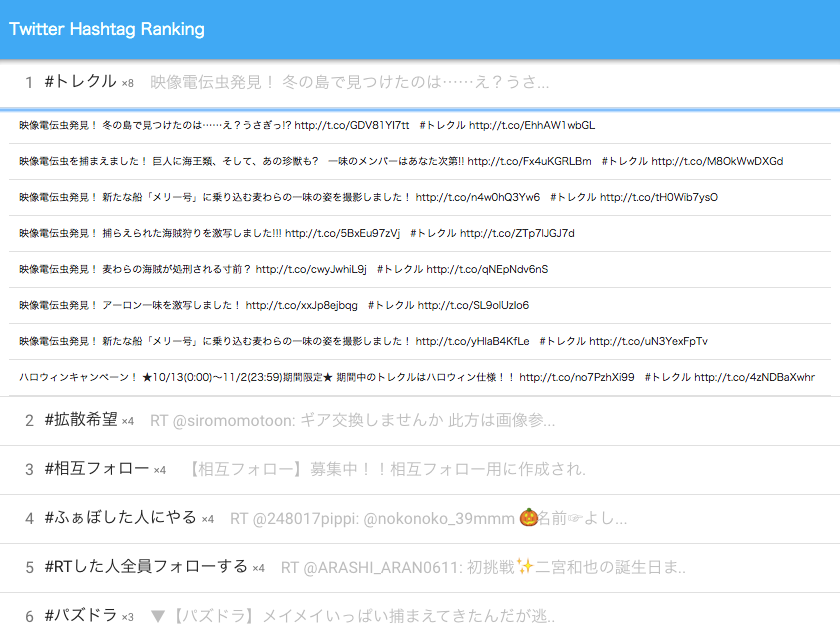 Twitter Hashtag Ranking
1 #トレクル ×8 映像電伝虫発見！ 冬の島で見つけたのは……え？うさ...
映像電伝虫発見！ 冬の島で見つけたのは……え？うさぎっ!? http://t.co/GDV81YI7tt #トレクル http://t.co/EhhAW1wbGL
映像電伝虫を捕まえました！ 巨人に海王類、そして、あの珍獣も？ 一味のメンバーはあなた次第!! http://t.co/Fx4uKGRLBm #トレクル http://t.co/M8OkWwDXGd
映像電伝虫発見！ 新たな船「メリー号」に乗り込む麦わらの一味の姿を撮影しました！ http://t.co/n4w0hQ3Yw6 #トレクル http://t.co/tH0Wib7ysO
映像電伝虫発見！ 捕らえられた海賊狩りを激写しました!!! http://t.co/5BxEu97zVj #トレクル http://t.co/ZTp7lJGJ7d
映像電伝虫発見！ 麦わらの海賊が処刑される寸前？ http://t.co/cwyJwhiL9j #トレクル http://t.co/qNEpNdv6nS
映像電伝虫発見！ アーロン一味を激写しました！ http://t.co/xxJp8ejbqg #トレクル http://t.co/SL9olUzIo6
映像電伝虫発見！ 新たな船「メリー号」に乗り込む麦わらの一味の姿を撮影しました！ http://t.co/yHlaB4KfLe #トレクル http://t.co/uN3YexFpTv
ハロウィンキャンペーン！ ★10/13(0:00)～11/2(23:59)期間限定★ 期間中のトレクルはハロウィン仕様！！ http://t.co/no7PzhXi99 #トレクル http://t.co/4zNDBaXwhr
2 #拡散希望 ×4 RT @siromomotoon: ギア交換しませんか 此方は画像参...
3 #相互フォロー ×4 【相互フォロー】募集中！！相互フォロー用に作成され.
4 #ふぁぼした人にやる ×4 RT @248017pippi: @nokonoko_39mmm 🎃名前☞よし...
5 #RTした人全員フォローする ×4 RT @ARASHI_ARAN0611: 初挑戦✨二宮和也の誕生日ま..
6 #パズドラ ×3 ▼【パズドラ】メイメイいっぱい捕まえてきたんだが逃..